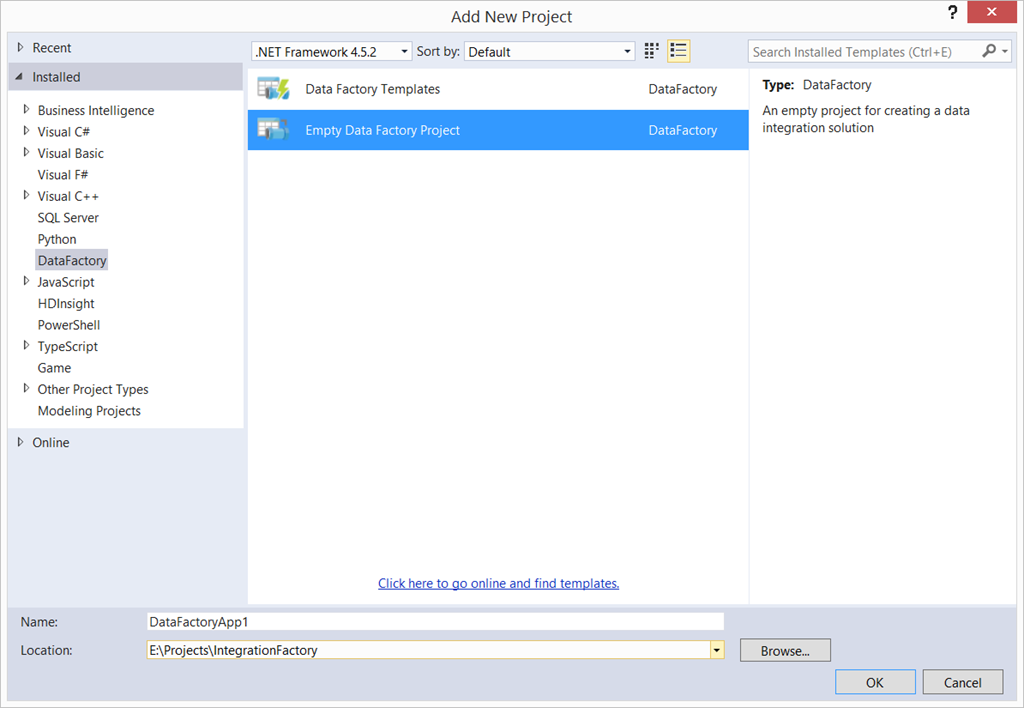 Add New Project
?
Recent
Installed
Business Intelligence
Visual C#
Visual Basic
Visual F#
Visual C++
SQL Server
Python
DataFactory
JavaScript
HDInsight
PowerShell
TypeScript
Game
Other Project Types
Modeling Projects
Online
.NET Framework 4.5.2 Sort by: Default
Data Factory Templates DataFactory
Empty Data Factory Project DataFactory
Click here to go online and find templates.
Search Installed Templates (Ctrl+E)
Type: DataFactory
An empty project for creating a data
integration solution
Name: DataFactoryApp1
Location: E:\Projects\IntegrationFactory Browse...
OK Cancel